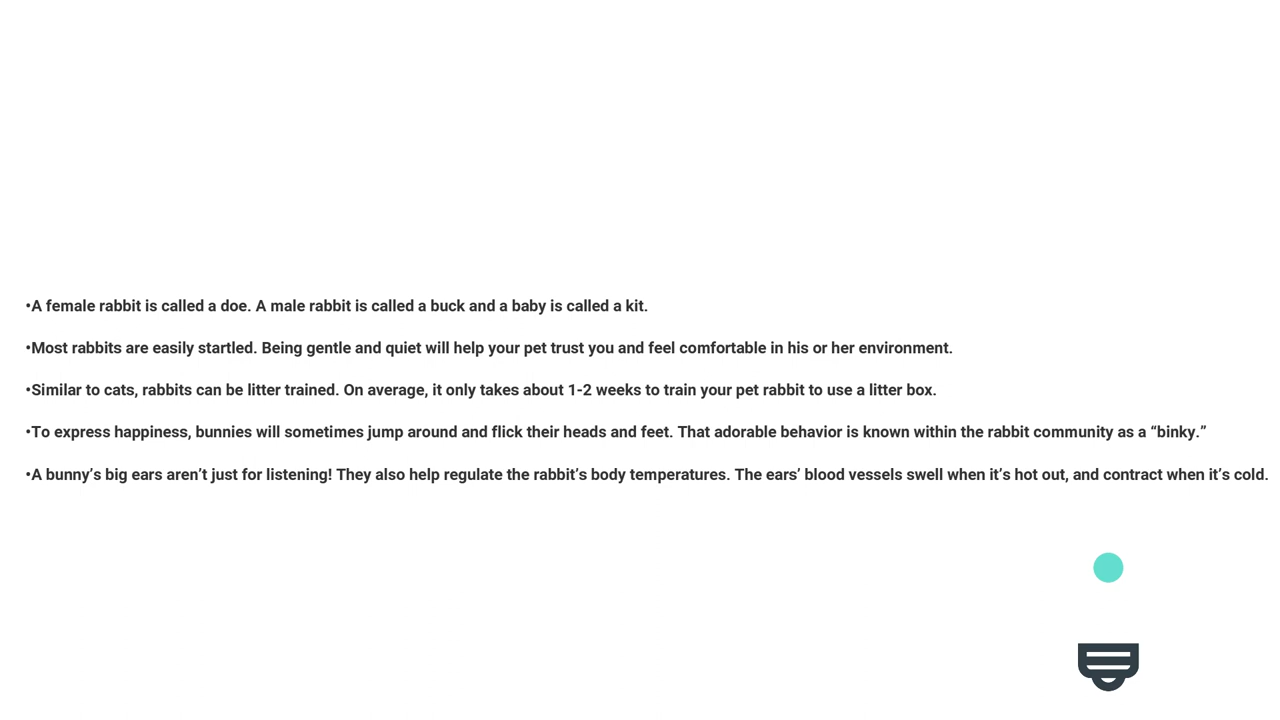 •A female rabbit is called a doe. A male rabbit is called a buck and a baby is called a kit.
•Most rabbits are easily startled. Being gentle and quiet will help your pet trust you and feel comfortable in his or her environment.
•Similar to cats, rabbits can be litter trained. On average, it only takes about 1-2 weeks to train your pet rabbit to use a litter box.
•To express happiness, bunnies will sometimes jump around and flick their heads and feet. That adorable behavior is known within the rabbit community as a “binky.”
•A bunny’s big ears aren’t just for listening! They also help regulate the rabbit’s body temperatures. The ears’ blood vessels swell when it’s hot out, and contract when it’s cold.